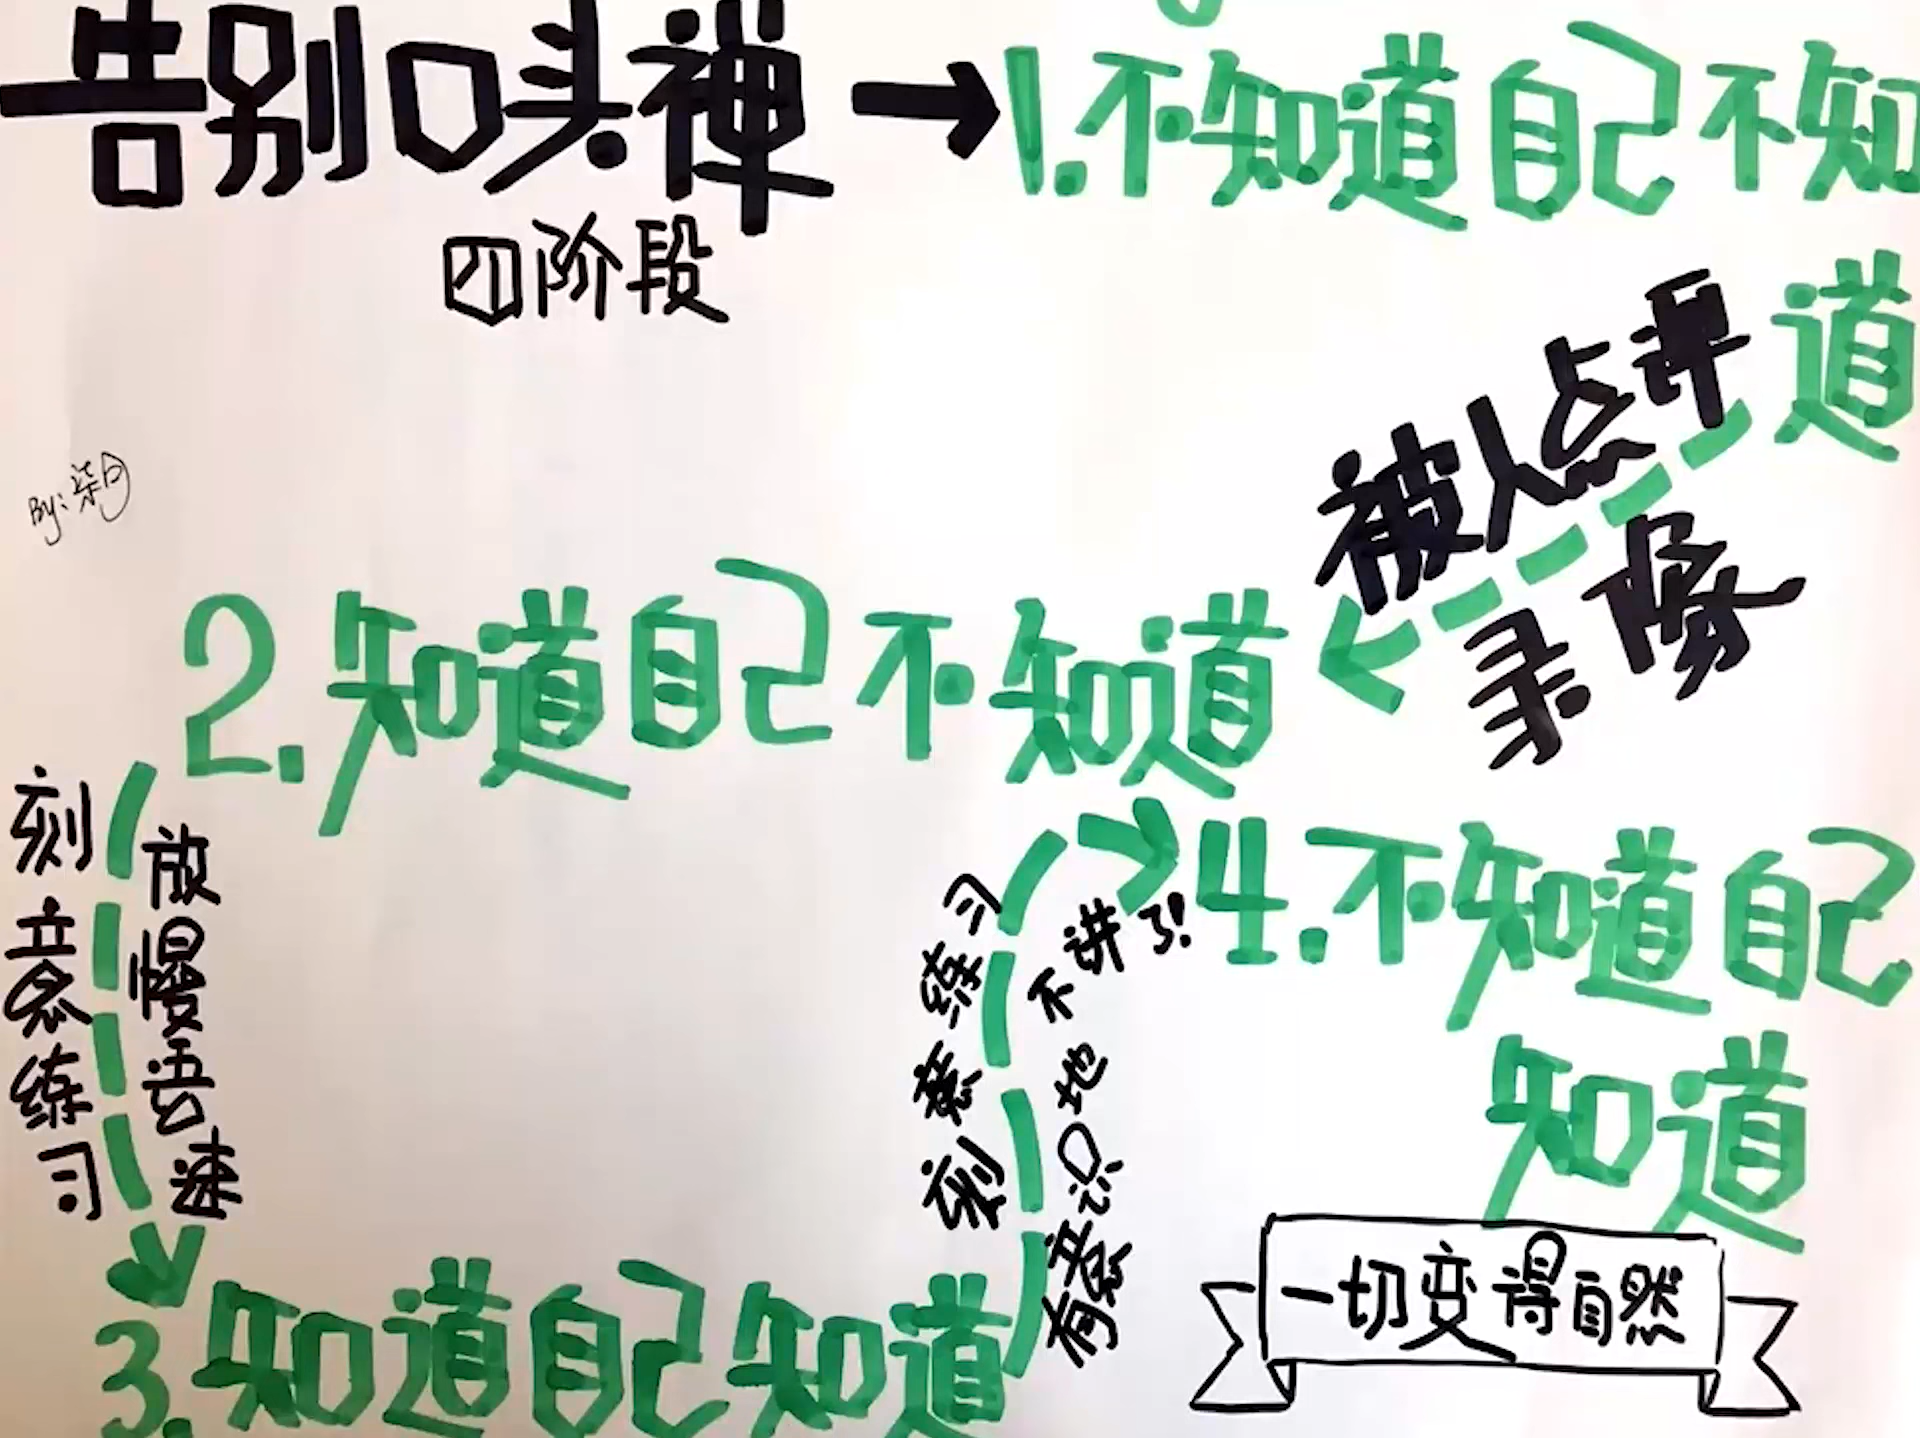 告别口头禅
四阶段
1.不知道自己不知
道
被人点评
录像
By:柒月
2.知道自己不知道
刻意练习
放慢语速
3.知道自己知道
刻意练习
有意识地不讲了!
4.不知道自己
知道
一切变得自然